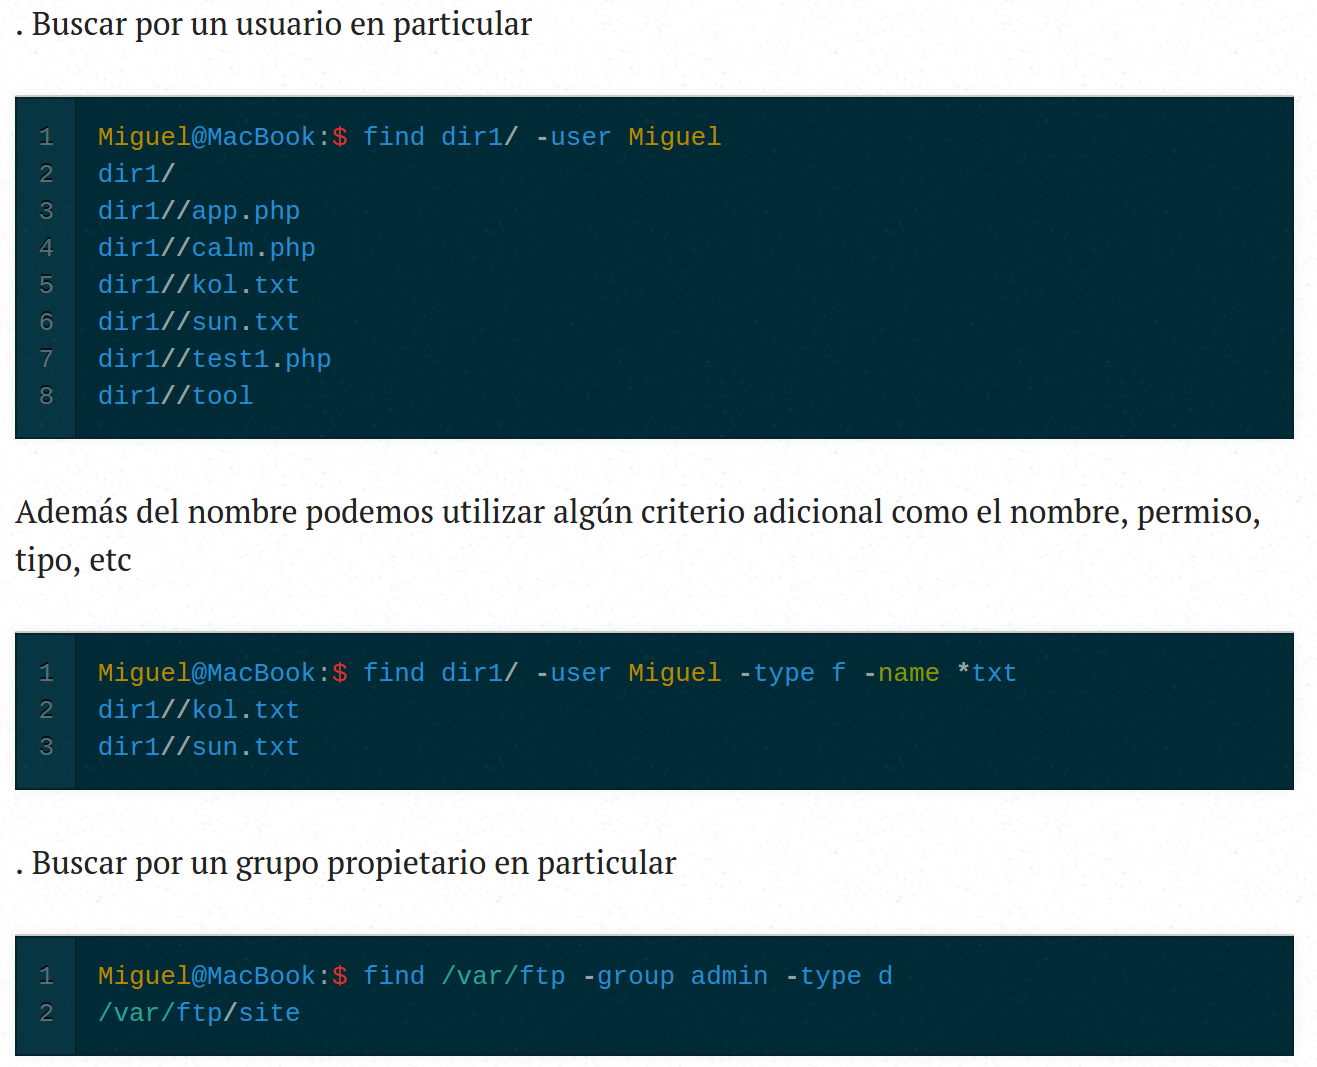 . Buscar por un usuario en particular
1 Miguel@MacBook:$ find dir1/ -user Miguel
2 dir1/
3 dir1//app.php
4 dir1//calm.php
5 dir1//kol.txt
6 dir1//sun.txt
7 dir1//test1.php
8 dir1//tool
Además del nombre podemos utilizar algún criterio adicional como el nombre, permiso,
tipo, etc
1 Miguel@MacBook:$ find dir1/ -user Miguel -type f -name *txt
2 dir1//kol.txt
3 dir1//sun.txt
. Buscar por un grupo propietario en particular
1 Miguel@MacBook:$ find /var/ftp -group admin -type d
2 /var/ftp/site